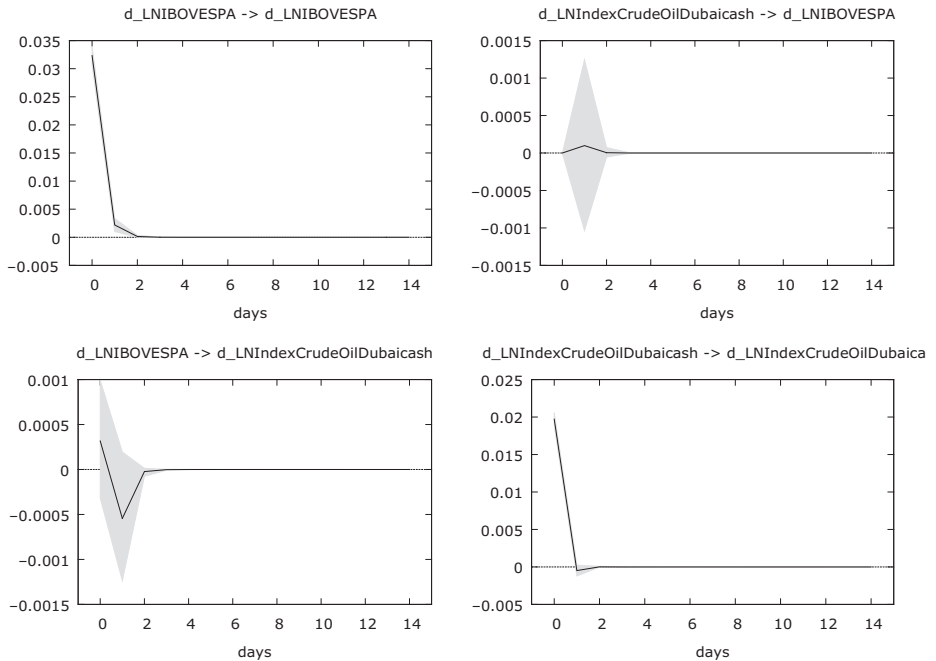 d_LNIBOVESPA -> d_LNIBOVESPA
0.035
0.03
0.025
0.02
0.015
0.01
0.005
0
−0.005
0 2 4 6 8 10 12 14
days
d_LNIndexCrudeOilDubaicash -> d_LNIBOVESPA
0.0015
0.001
0.0005
0
−0.0005
−0.001
−0.0015
0 2 4 6 8 10 12 14
days
d_LNIBOVESPA -> d_LNIndexCrudeOilDubaicash
0.001
0.0005
0
−0.0005
−0.001
−0.0015
0 2 4 6 8 10 12 14
days
d_LNIndexCrudeOilDubaicash -> d_LNIndexCrudeOilDubaica
0.025
0.02
0.015
0.01
0.005
0
−0.005
0 2 4 6 8 10 12 14
days